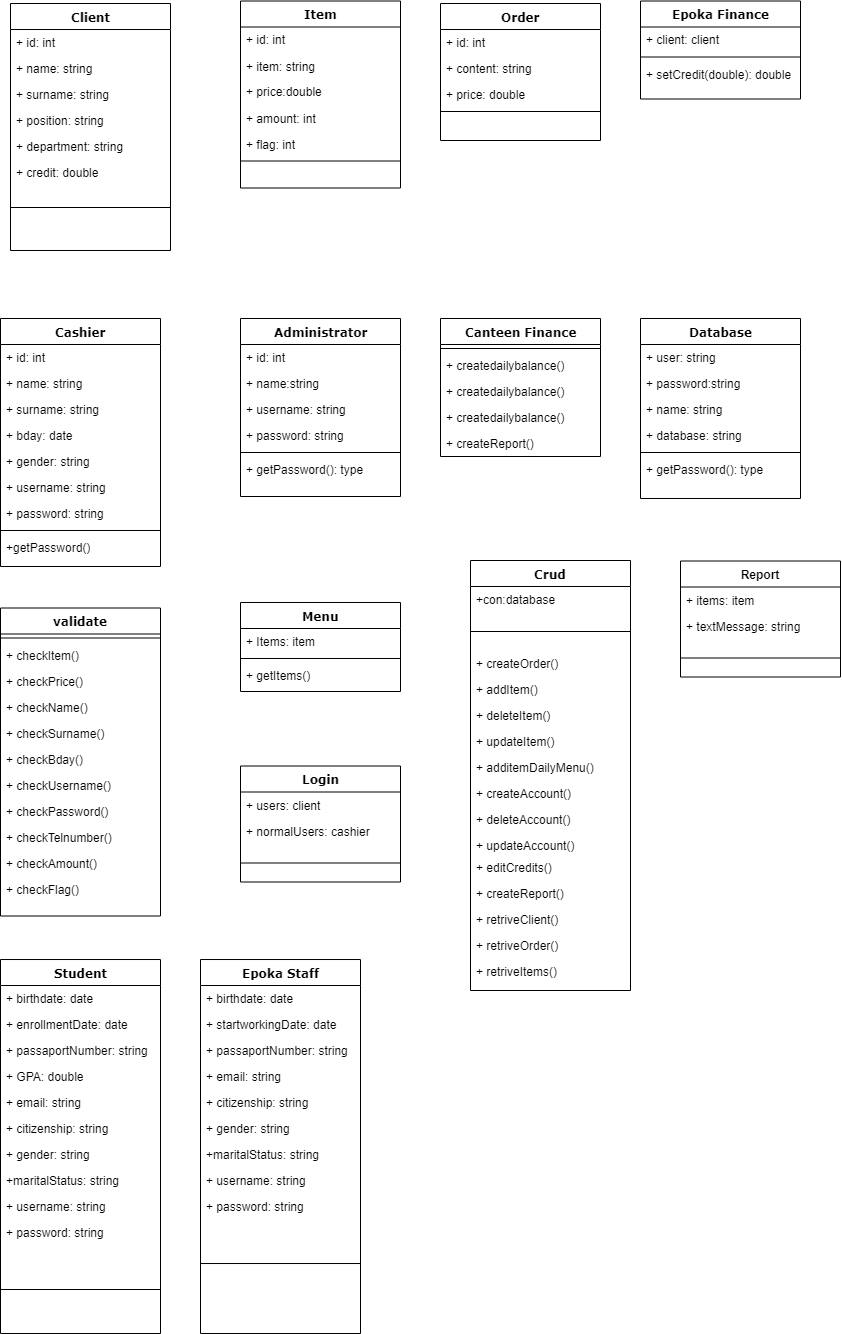 Client
+ id: int
+ name: string
+ surname: string
+ position: string
+ department: string
+ credit: double
Item
+ id: int
+ item: string
+ price:double
+ amount: int
+ flag: int
Order
+ id: int
+ content: string
+ price: double
Epoka Finance
+ client: client
+ setCredit(double): double
Cashier
+ id: int
+ name: string
+ surname: string
+ bday: date
+ gender: string
+ username: string
+ password: string
+getPassword()
Administrator
+ id: int
+ name:string
+ username: string
+ password: string
+ getPassword(): type
Canteen Finance
+ createdailybalance()
+ createdailybalance()
+ createdailybalance()
+ createReport()
Database
+ user: string
+ password:string
+ name: string
+ database: string
+ getPassword(): type
validate
+ checkItem()
+ checkPrice()
+ checkName()
+ checkSurname()
+ checkBday()
+ checkUsername()
+ checkPassword()
+ checkTelnumber()
+ checkAmount()
+ checkFlag()
Menu
+ Items: item
+ getItems()
Login
+ users: client
+ normalUsers: cashier
Crud
+con:database
+ createOrder()
+ addItem()
+ deleteItem()
+ updateItem()
+ additemDailyMenu()
+ createAccount()
+ deleteAccount()
+ updateAccount()
+ editCredits()
+ createReport()
+ retriveClient()
+ retriveOrder()
+ retriveItems()
Report
+ items: item
+ textMessage: string
Student
+ birthdate: date
+ enrollmentDate: date
+ passaportNumber: string
+ GPA: double
+ email: string
+ citizenship: string
+ gender: string
+maritalStatus: string
+ username: string
+ password: string
Epoka Staff
+ birthdate: date
+ startworkingDate: date
+ passaportNumber: string
+ email: string
+ citizenship: string
+ gender: string
+maritalStatus: string
+ username: string
+ password: string